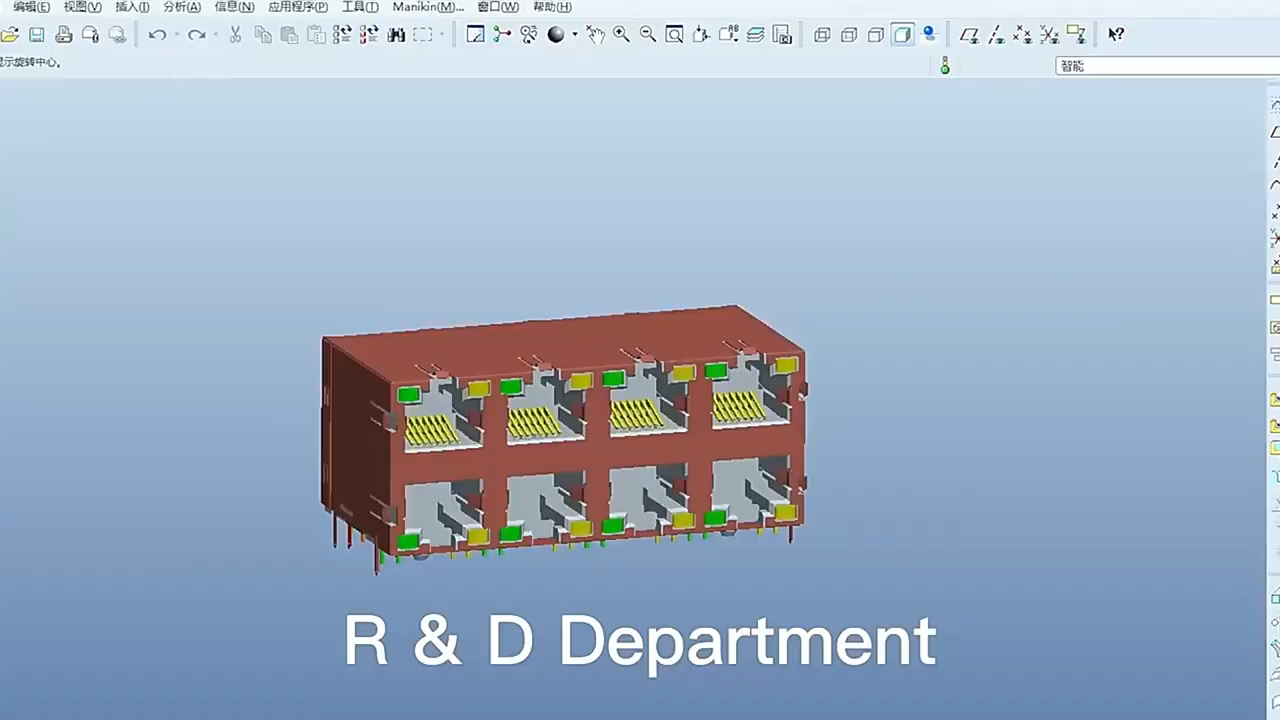 编辑(E) 视图(V) 插入(I) 分析(A) 信息(N) 应用程序(P) 工具(T) Manikin(M)... 窗口(W) 帮助(H)
显示旋转中心。
智能
R & D Department